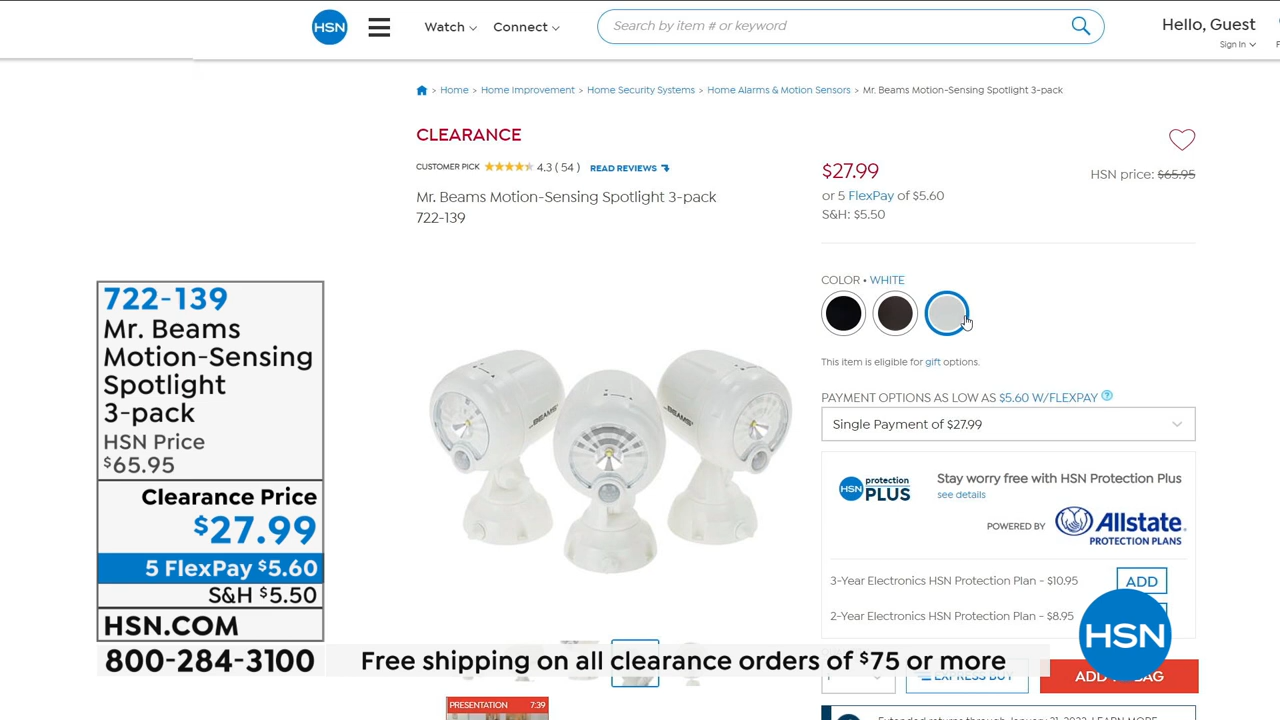 HSN
Watch
Connect
Search by item # or keyword
Hello, Guest
Sign In
Home > Home Improvement > Home Security Systems > Home Alarms & Motion Sensors > Mr. Beams Motion-Sensing Spotlight 3-pack
CLEARANCE
CUSTOMER PICK 4.3 ( 54 ) READ REVIEWS
Mr. Beams Motion-Sensing Spotlight 3-pack
722-139
$27.99
HSN price: $65.95
or 5 FlexPay of $5.60
S&H: $5.50
COLOR • WHITE
This item is eligible for gift options.
PAYMENT OPTIONS AS LOW AS $5.60 W/FLEXPAY ?
Single Payment of $27.99
HSN protection PLUS
Stay worry free with HSN Protection Plus
see details
POWERED BY Allstate
PROTECTION PLANS
3-Year Electronics HSN Protection Plan - $10.95
ADD
2-Year Electronics HSN Protection Plan - $8.95
722-139
Mr. Beams
Motion-Sensing
Spotlight
3-pack
HSN Price
$65.95
Clearance Price
$27.99
5 FlexPay $5.60
S&H $5.50
HSN.COM
800-284-3100
Free shipping on all clearance orders of $75 or more
HSN
EXPRESS BUY
PRESENTATION 7:39